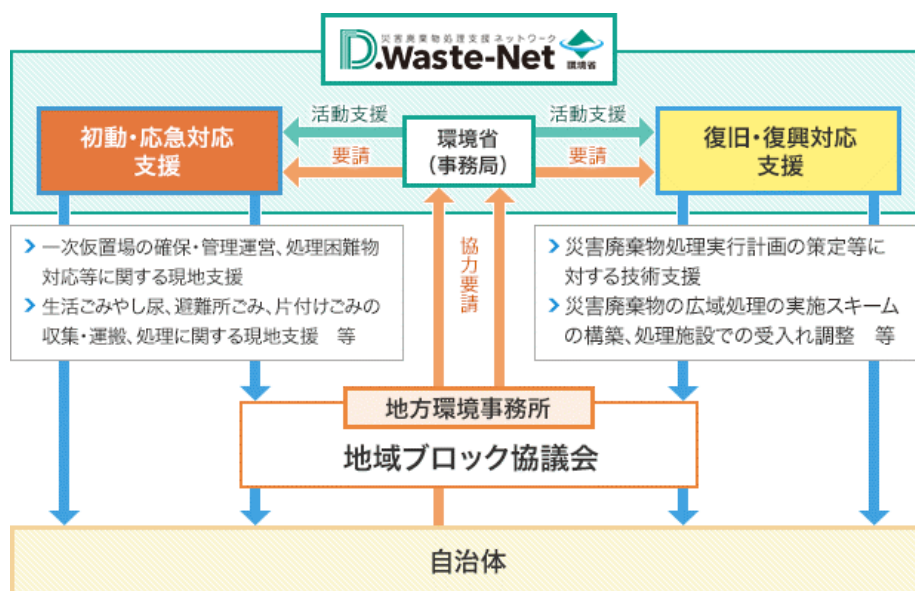 災害廃棄物処理支援ネットワーク
D.Waste-Net
環境省
初動・応急対応
支援
活動支援
要請
環境省
(事務局)
活動支援
要請
復旧・復興対応
支援
一次仮置場の確保・管理運営、処理困難物
対応等に関する現地支援
生活ごみやし尿、避難所ごみ、片付けごみの
収集・運搬、処理に関する現地支援 等
協力要請
災害廃棄物処理実行計画の策定等に
対する技術支援
災害廃棄物の広域処理の実施スキーム
の構築、処理施設での受入れ調整 等
地方環境事務所
地域ブロック協議会
自治体